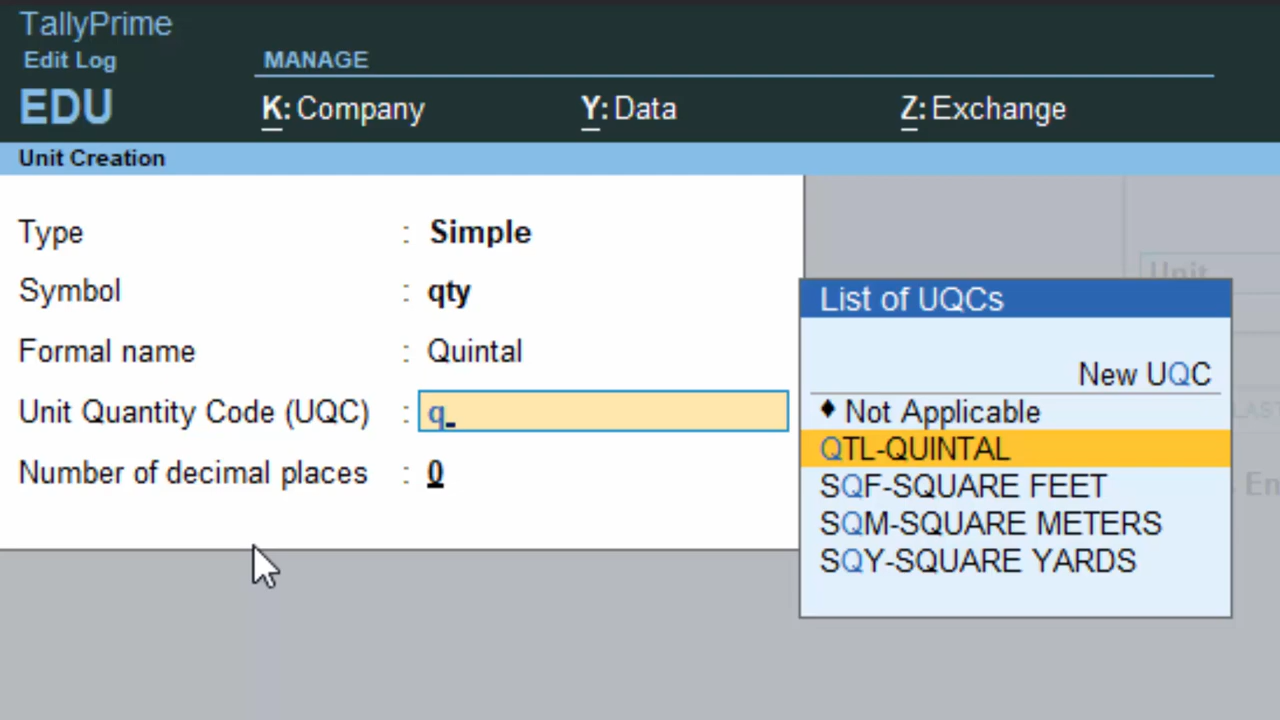 TallyPrime
Edit Log
EDU
MANAGE
K: Company
Y: Data
Z: Exchange
Unit Creation
Type : Simple
Symbol : qty
Formal name : Quintal
Unit Quantity Code (UQC) : q
Number of decimal places : 0
Unit
List of UQCs
New UQC
♦ Not Applicable
QTL-QUINTAL
SQF-SQUARE FEET
SQM-SQUARE METERS
SQY-SQUARE YARDS